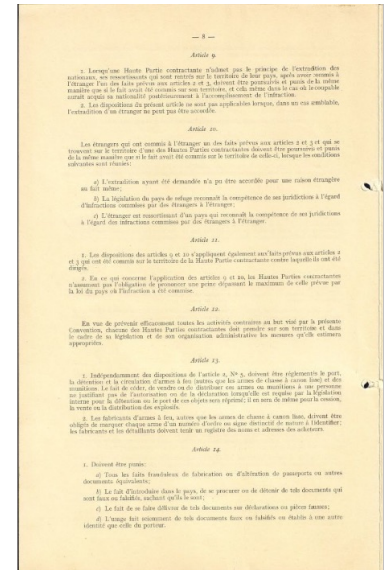 — 8 —
Article 9.
1. Lorsqu'une Haute Partie contractante n'admet pas le principe de l'extradition des
nationaux, ses ressortissants qui sont rentrés sur le territoire de leur pays, après avoir commis à
l'étranger l'un des faits prévus aux articles 2 et 3, doivent être poursuivis et punis de la même
manière que si le fait avait été commis sur son territoire, et cela même dans le cas où le coupable
aurait acquis sa nationalité postérieurement à l'accomplissement de l'infraction.
2. Les dispositions du présent article ne sont pas applicables lorsque, dans un cas semblable,
l'extradition d'un étranger ne peut pas être accordée.
Article 10.
Les étrangers qui ont commis à l'étranger un des faits prévus aux articles 2 et 3 et qui se
trouvent sur le territoire d'une des Hautes Parties contractantes doivent être poursuivis et punis
de la même manière que si le fait avait été commis sur le territoire de celle-ci, lorsque les conditions
suivantes sont réunies:
a) L'extradition ayant été demandée n'a pu être accordée pour une raison étrangère
au fait même;
b) La législation du pays de refuge reconnaît la compétence de ses juridictions à l'égard
d'infractions commises par des étrangers à l'étranger;
c) L'étranger est ressortissant d'un pays qui reconnaît la compétence de ses juridictions
à l'égard des infractions commises par des étrangers à l'étranger.
Article 11.
1. Les dispositions des articles 9 et 10 s'appliquent également aux faits prévus aux articles 2
et 3 qui ont été commis sur le territoire de la Haute Partie contractante contre laquelle ils ont été
dirigés.
2. En ce qui concerne l'application des articles 9 et 10, les Hautes Parties contractantes
n'assument pas l'obligation de prononcer une peine dépassant le maximum de celle prévue par
la loi du pays où l'infraction a été commise.
Article 12.
En vue de prévenir efficacement toutes les activités contraires au but visé par la présente
Convention, chacune des Hautes Parties contractantes doit prendre sur son territoire et dans
le cadre de sa législation et de son organisation administrative les mesures qu'elle estimera
appropriées.
Article 13.
1. Indépendamment des dispositions de l'article 2, N° 5, doivent être réglementés le port,
la détention et la circulation d'armes à feu (autres que les armes de chasse à canon lisse) et des
munitions. Le fait de céder, de vendre ou de distribuer ces armes ou munitions à une personne
ne justifiant pas de l'autorisation ou de la déclaration lorsqu'elle est requise par la législation
interne pour la détention ou le port de ces objets sera réprimé; il en sera de même pour la cession,
la vente ou la distribution des explosifs.
2. Les fabricants d'armes à feu, autres que les armes de chasse à canon lisse, doivent être
obligés de marquer chaque arme d'un numéro d'ordre ou signe distinctif de nature à l'identifier;
les fabricants et les détaillants doivent tenir un registre des noms et adresses des acheteurs.
Article 14.
1. Doivent être punis:
a) Tous les faits frauduleux de fabrication ou d'altération de passeports ou autres
documents équivalents;
b) Le fait d'introduire dans le pays, de se procurer ou de détenir de tels documents qui
sont faux ou falsifiés, sachant qu'ils le sont;
c) Le fait de se faire délivrer de tels documents sur déclarations ou pièces fausses;
d) L'usage fait sciemment de tels documents faux ou falsifiés ou établis à une autre
identité que celle du porteur.